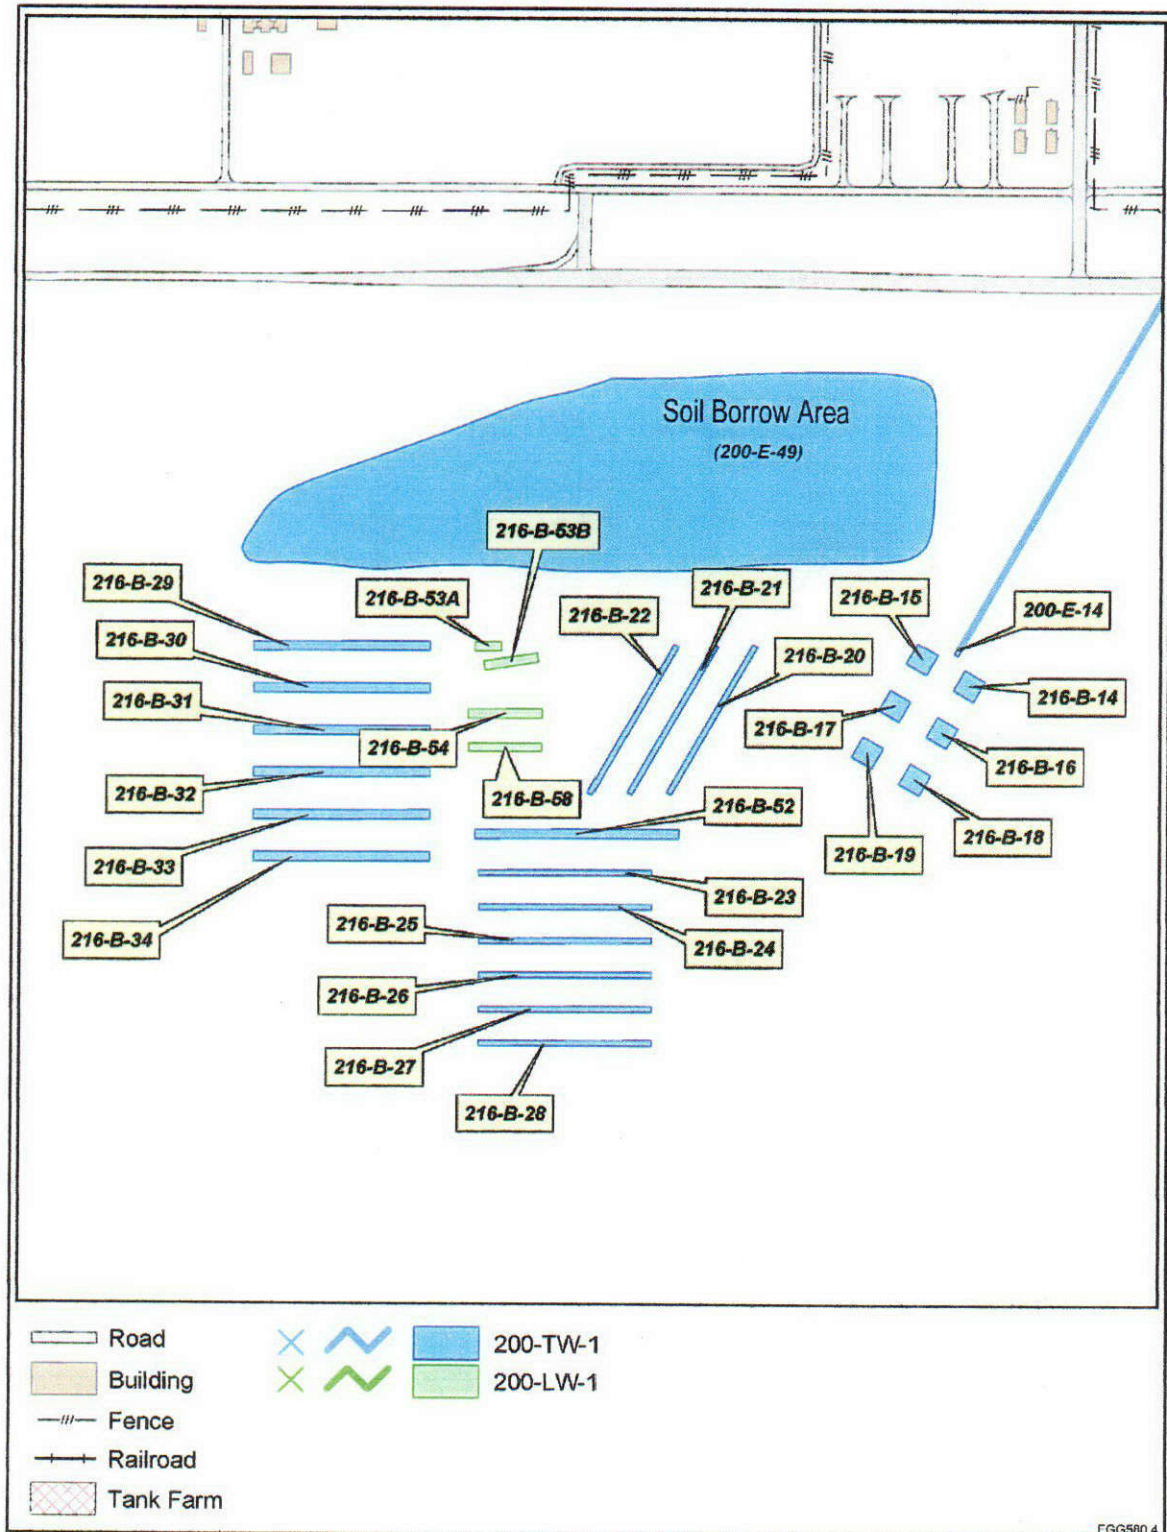 Soil Borrow Area
(200-E-49)
216-B-53B
216-B-29
216-B-53A
216-B-21
216-B-22
216-B-15
200-E-14
216-B-30
216-B-20
216-B-31
216-B-14
216-B-17
216-B-54
216-B-16
216-B-32
216-B-58
216-B-52
216-B-18
216-B-33
216-B-19
216-B-23
216-B-25
216-B-34
216-B-24
216-B-26
216-B-27
216-B-28
Road
200-TW-1
Building
200-LW-1
Fence
Railroad
Tank Farm
EGG580.4